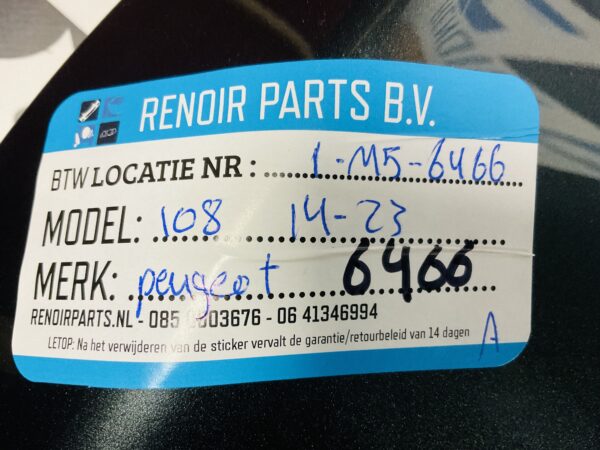 RENOIR PARTS B.V.
BTW LOCATIE NR : 1-M5-6466
MODEL: 108 14-23
MERK: peugeot 6466
RENOIRPARTS.NL - 085 0003676 - 06 41346994
LETOP: Na het verwijderen van de sticker vervalt de garantie/retourbeleid van 14 dagen
A